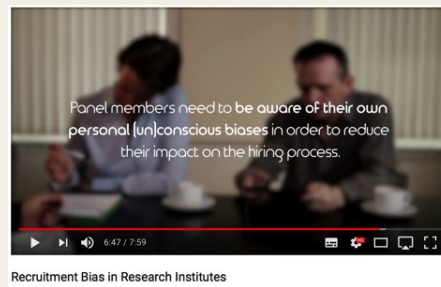 Panel members need to be aware of their own
personal (un)conscious biases in order to reduce
their impact on the hiring process.
6:47 / 7:59
Recruitment Bias in Research Institutes